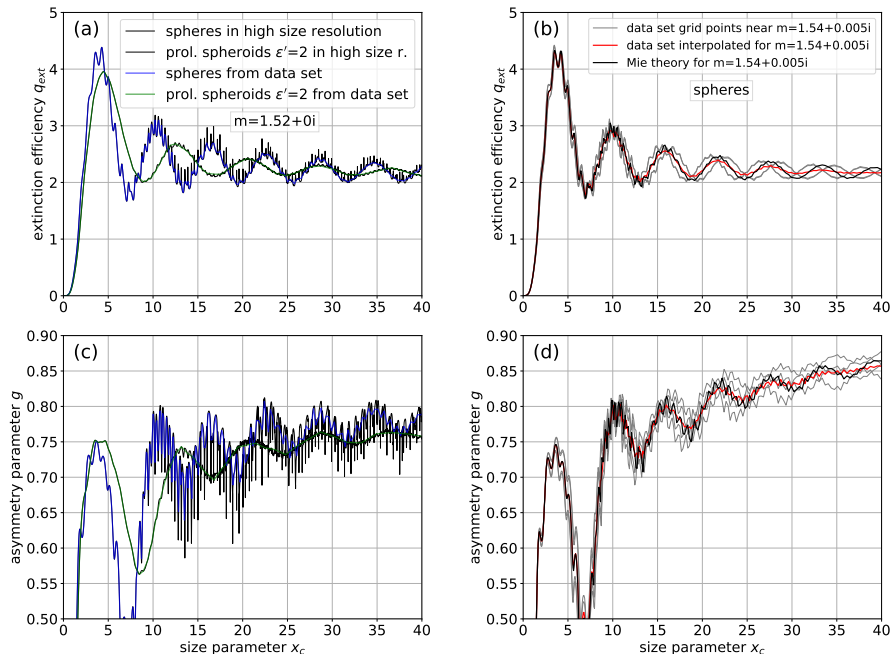 (a)
spheres in high size resolution
prol. spheroids ε′=2 in high size r.
spheres from data set
prol. spheroids ε′=2 from data set
m=1.52+0i
extinction efficiency q_ext
5
4
3
2
1
0
0 5 10 15 20 25 30 35 40
(b)
data set grid points near m=1.54+0.005i
data set interpolated for m=1.54+0.005i
Mie theory for m=1.54+0.005i
spheres
extinction efficiency q_ext
5
4
3
2
1
0
0 5 10 15 20 25 30 35 40
(c)
asymmetry parameter g
0.90
0.85
0.80
0.75
0.70
0.65
0.60
0.55
0.50
0 5 10 15 20 25 30 35 40
size parameter x_c
(d)
asymmetry parameter g
0.90
0.85
0.80
0.75
0.70
0.65
0.60
0.55
0.50
0 5 10 15 20 25 30 35 40
size parameter x_c